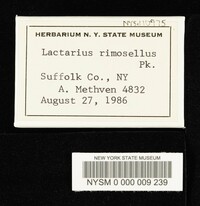 HERBARIUM N. Y. STATE MUSEUM
Lactarius rimosellus
Pk.
Suffolk Co., NY
A. Methven 4832
August 27, 1986
NEW YORK STATE MUSEUM
NYSM 0 000 009 239